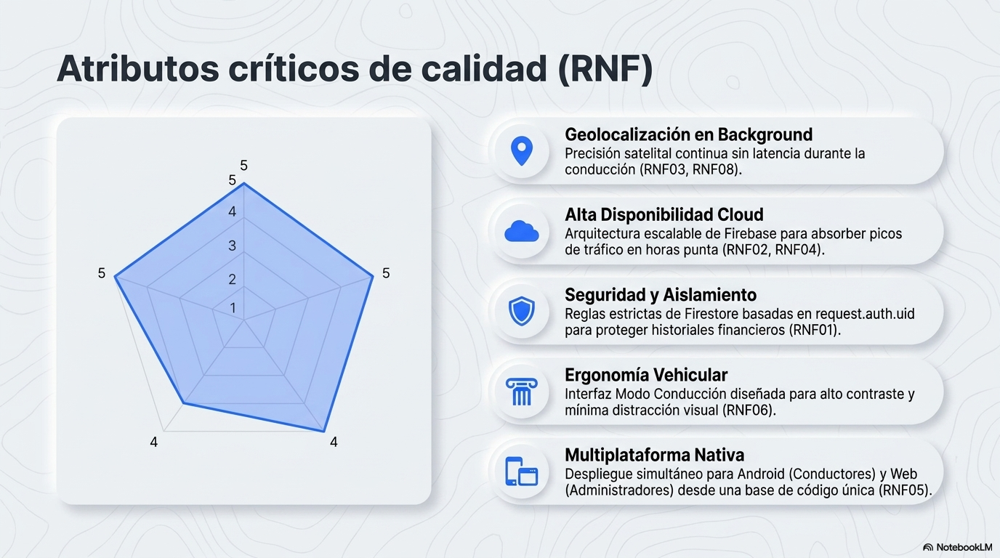 Atributos críticos de calidad (RNF)
5
5
4
3
2
1
5
5
4
4
Geolocalización en Background
Precisión satelital continua sin latencia durante la
conducción (RNF03, RNF08).
Alta Disponibilidad Cloud
Arquitectura escalable de Firebase para absorber picos
de tráfico en horas punta (RNF02, RNF04).
Seguridad y Aislamiento
Reglas estrictas de Firestore basadas en request.auth.uid
para proteger historiales financieros (RNF01).
Ergonomía Vehicular
Interfaz Modo Conducción diseñada para alto contraste y
mínima distracción visual (RNF06).
Multiplataforma Nativa
Despliegue simultáneo para Android (Conductores) y Web
(Administradores) desde una base de código única (RNF05).
NotebookLM